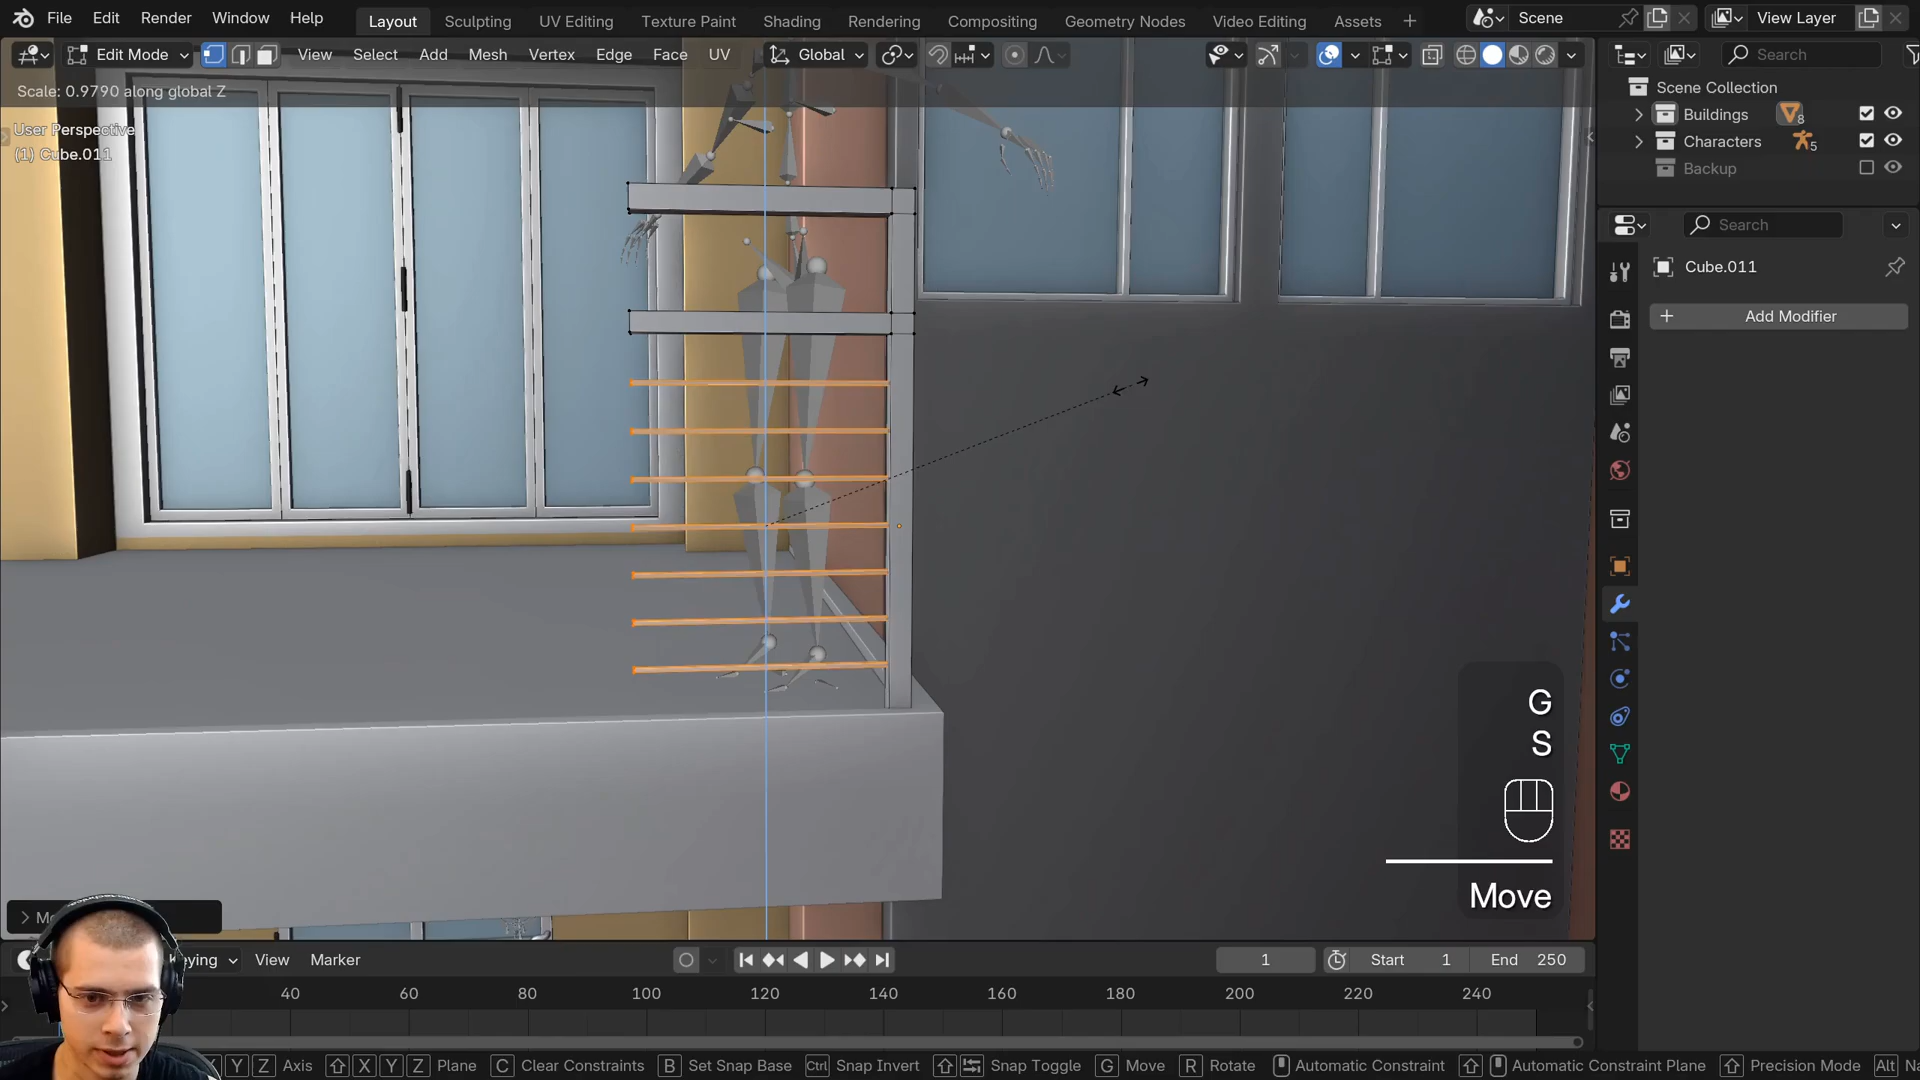 File Edit Render Window Help Layout Sculpting UV Editing Texture Paint Shading Rendering Compositing Geometry Nodes Video Editing Assets Scene View Layer
Edit Mode View Select Add Mesh Vertex Edge Face UV Global Search
Scale: 0.9790 along global Z
User Perspective
(1) Cube.011
Scene Collection
Buildings 8
Characters 5
Backup
Search
Cube.011
Add Modifier
G
S
Move
View Marker 1 Start 1 End 250
40 60 80 100 120 140 160 180 200 220 240
Y Z Axis X Y Z Plane C Clear Constraints B Set Snap Base Ctrl Snap Invert Snap Toggle G Move R Rotate Automatic Constraint Automatic Constraint Plane Precision Mode Alt